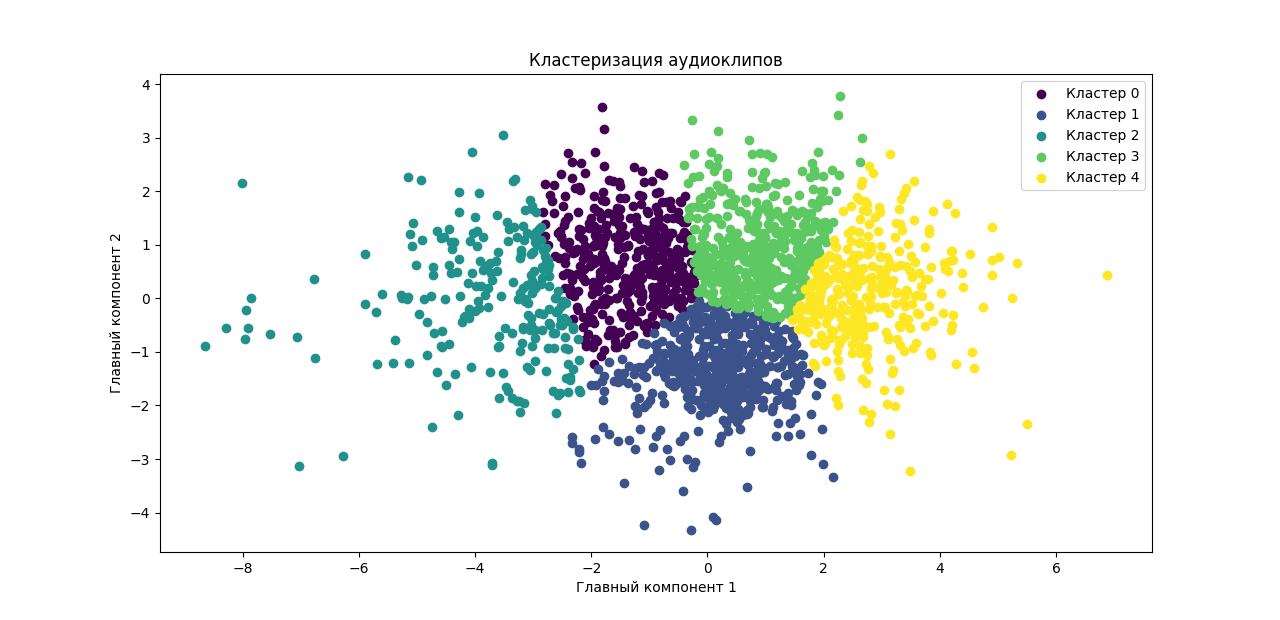 Кластеризация аудиоклипов
Кластер 0
Кластер 1
Кластер 2
Кластер 3
Кластер 4
4
3
2
1
0
−1
−2
−3
−4
Главный компонент 2
−8
−6
−4
−2
0
2
4
6
Главный компонент 1